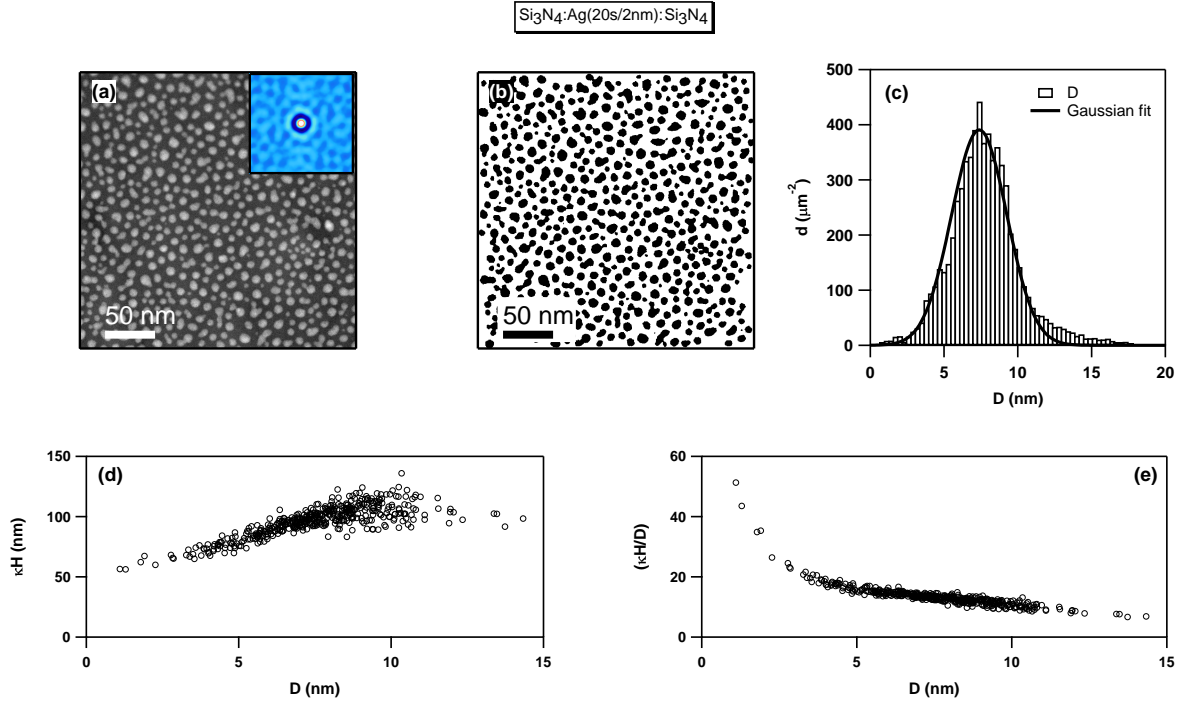 Si₃N₄:Ag(20s/2nm):Si₃N₄
(a)
50 nm
(b)
50 nm
(c)
D
Gaussian fit
500
400
300
200
100
0
d (µm⁻²)
0 5 10 15 20
D (nm)
(d)
150
100
50
0
κH (nm)
0 5 10 15
D (nm)
(e)
60
40
20
0
(κH/D)
0 5 10 15
D (nm)